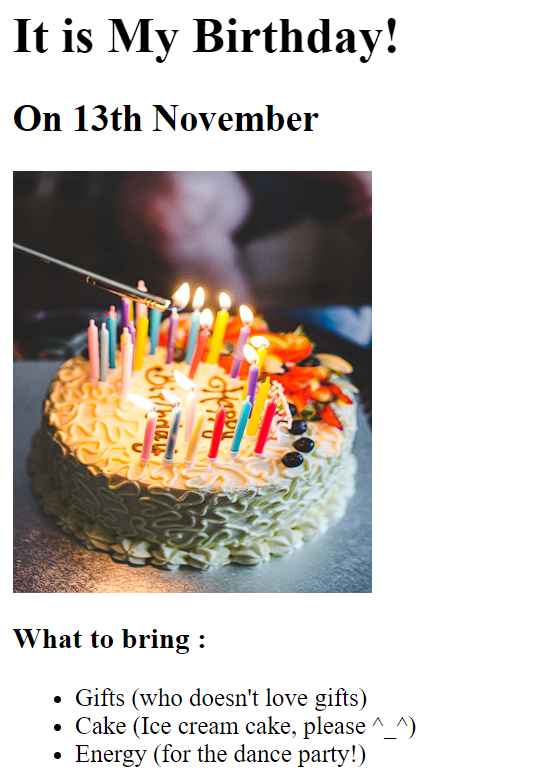 It is My Birthday!
On 13th November
Happy
Birthday
What to bring :
Gifts (who doesn't love gifts)
Cake (Ice cream cake, please ^_^)
Energy (for the dance party!)